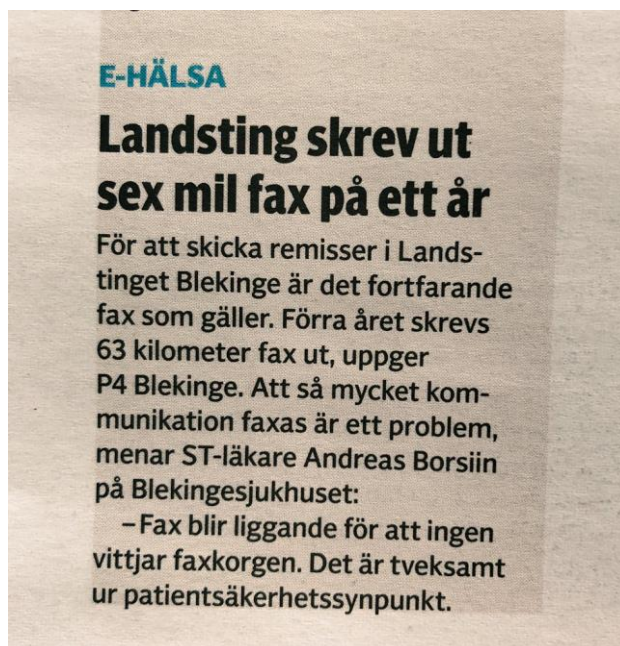 E-HÄLSA
Landsting skrev ut
sex mil fax på ett år
För att skicka remisser i Lands-
tinget Blekinge är det fortfarande
fax som gäller. Förra året skrevs
63 kilometer fax ut, uppger
P4 Blekinge. Att så mycket kom-
munikation faxas är ett problem,
menar ST-läkare Andreas Borsiin
på Blekingesjukhuset:
–Fax blir liggande för att ingen
vittjar faxkorgen. Det är tveksamt
ur patientsäkerhetssynpunkt.